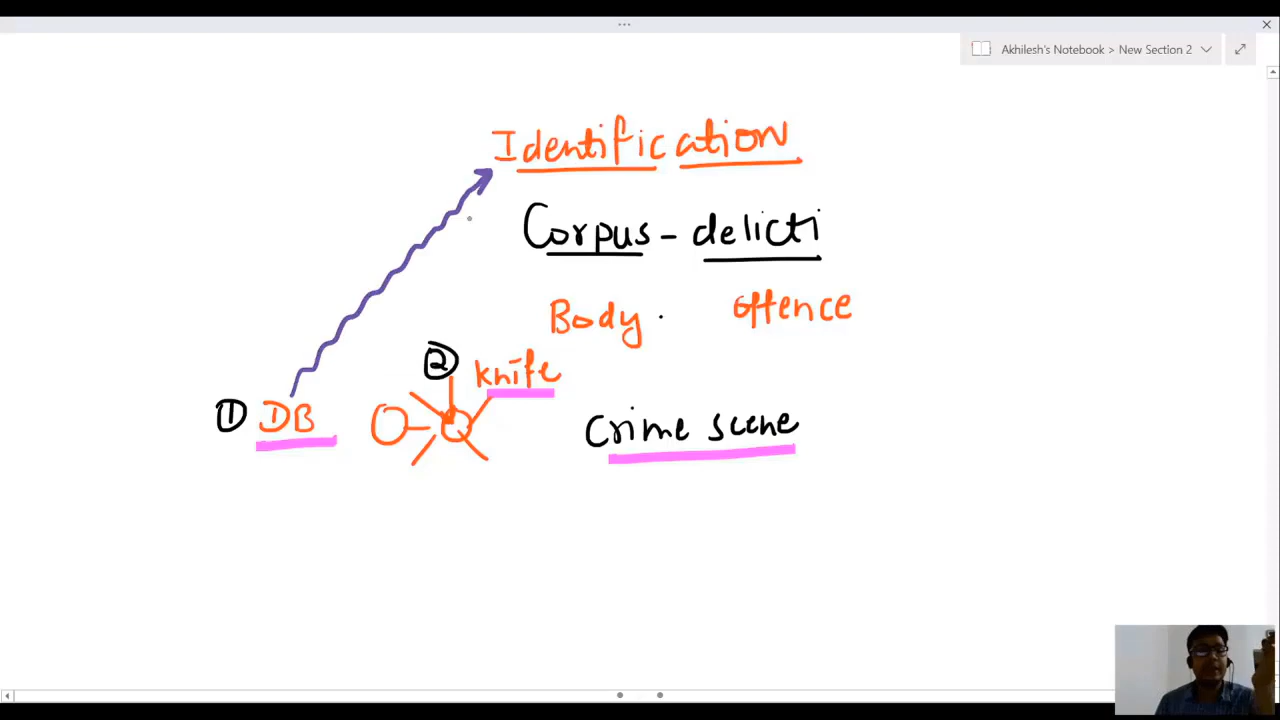 Akhilesh's Notebook > New Section 2
Identification
Corpus - delicti
Body . offence
② knife
① DB
Crime scene